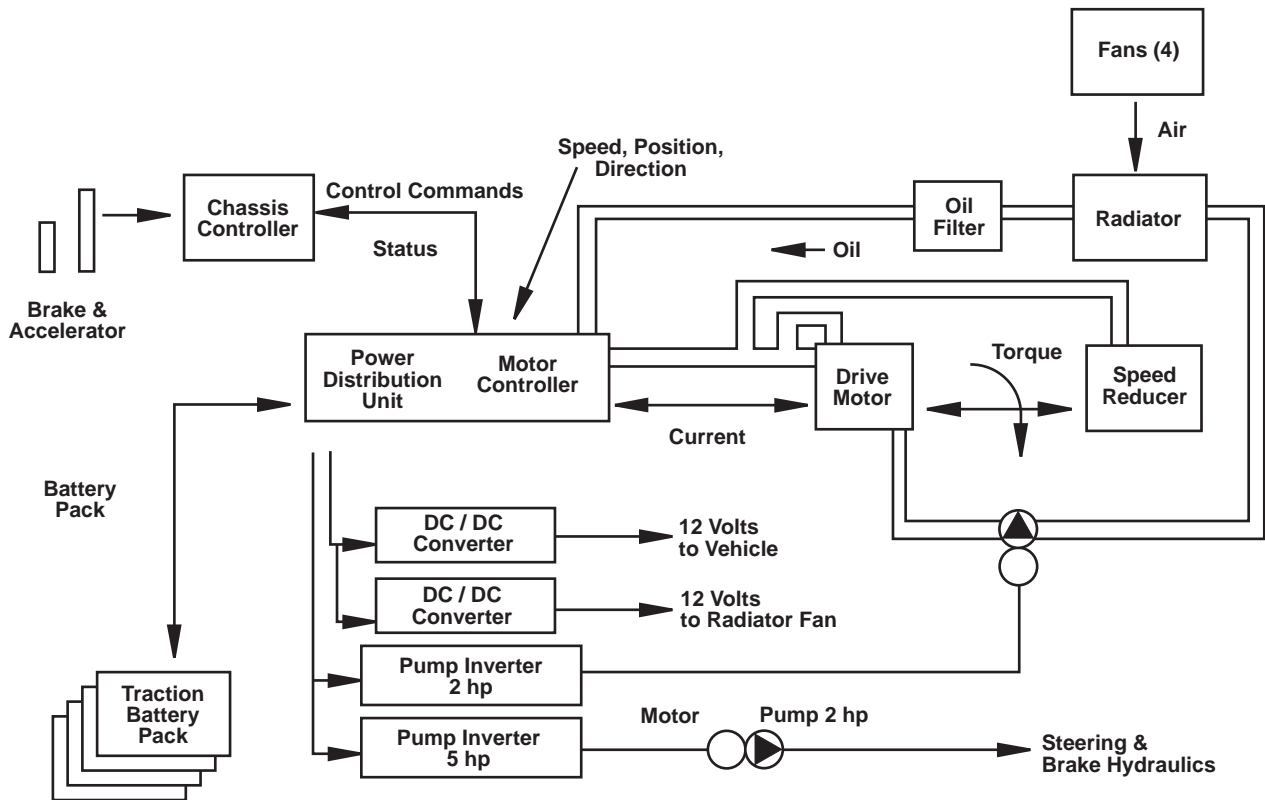 Fans (4)
Air
Speed, Position,
Direction
Control Commands
Chassis
Controller
Status
Oil
Filter
Radiator
Oil
Brake &
Accelerator
Power
Distribution
Unit
Motor
Controller
Drive
Motor
Torque
Speed
Reducer
Current
Battery
Pack
DC / DC
Converter
12 Volts
to Vehicle
DC / DC
Converter
12 Volts
to Radiator Fan
Pump Inverter
2 hp
Traction
Battery
Pack
Pump Inverter
5 hp
Motor
Pump 2 hp
Steering &
Brake Hydraulics